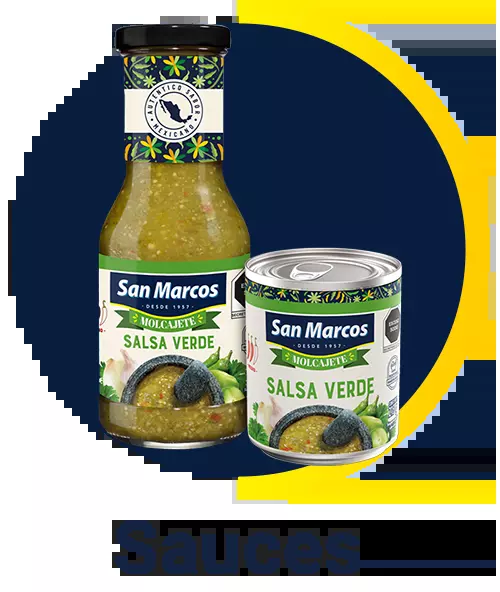 AUTÉNTICO SABOR
MEXICANO
San Marcos
DESDE 1957
MOLCAJETE
SALSA VERDE
San Marcos
DESDE 1957
MOLCAJETE
SALSA VERDE
Sauces